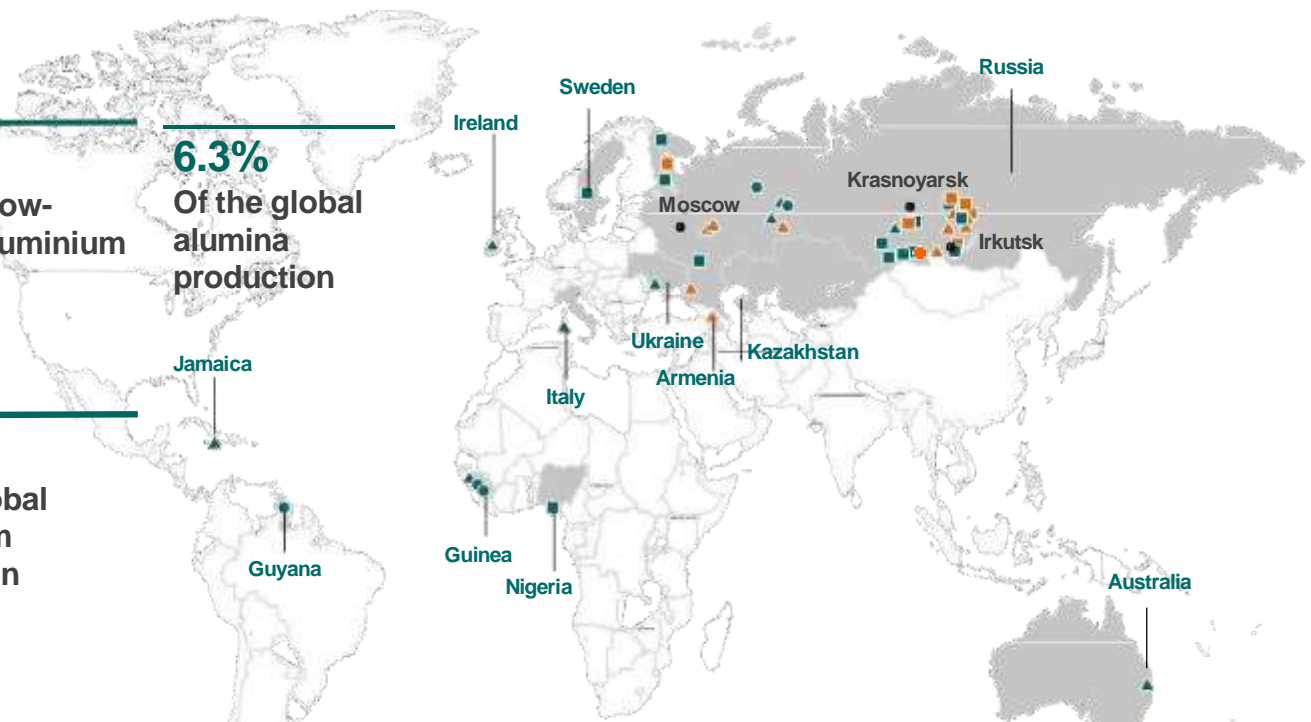 ow-
uminium
6.3%
Of the global
alumina
production
obal
n
on
Ireland
Sweden
Russia
Krasnoyarsk
Moscow
Irkutsk
Ukraine
Kazakhstan
Armenia
Italy
Jamaica
Guyana
Guinea
Nigeria
Australia